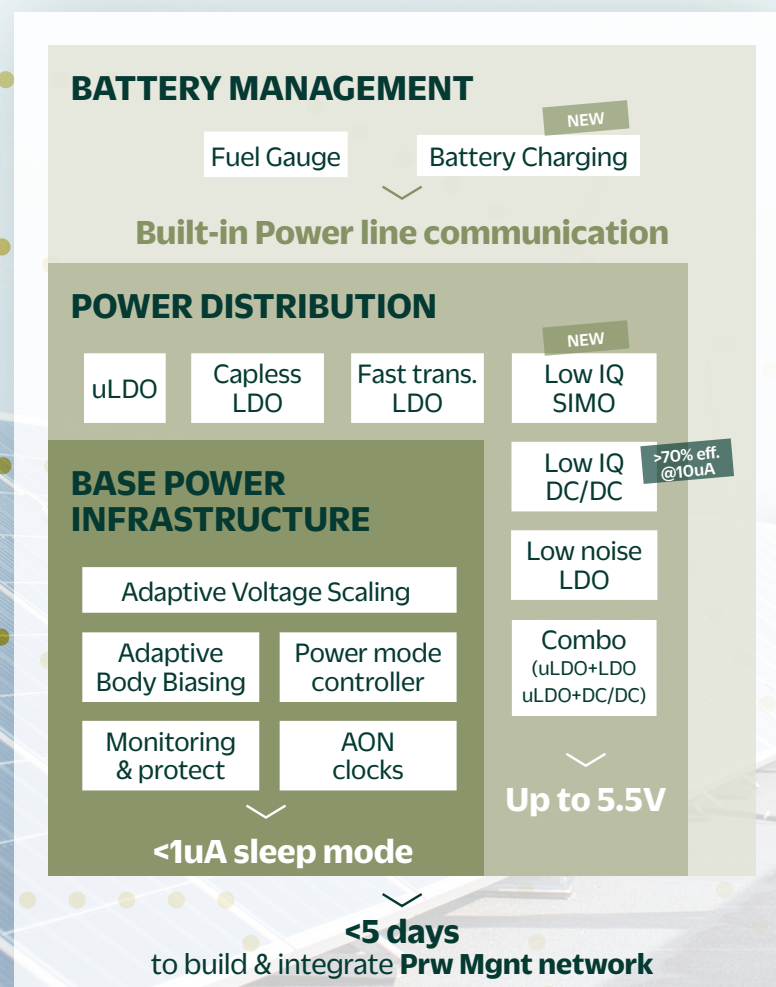 BATTERY MANAGEMENT
NEW
Fuel Gauge
Battery Charging
Built-in Power line communication
POWER DISTRIBUTION
NEW
uLDO
Capless
LDO
Fast trans.
LDO
Low IQ
SIMO
Low IQ
DC/DC
>70% eff.
@10uA
Low noise
LDO
Combo
(uLDO+LDO
uLDO+DC/DC)
Up to 5.5V
BASE POWER
INFRASTRUCTURE
Adaptive Voltage Scaling
Adaptive
Body Biasing
Power mode
controller
Monitoring
& protect
AON
clocks
<1uA sleep mode
<5 days
to build & integrate Prw Mgnt network